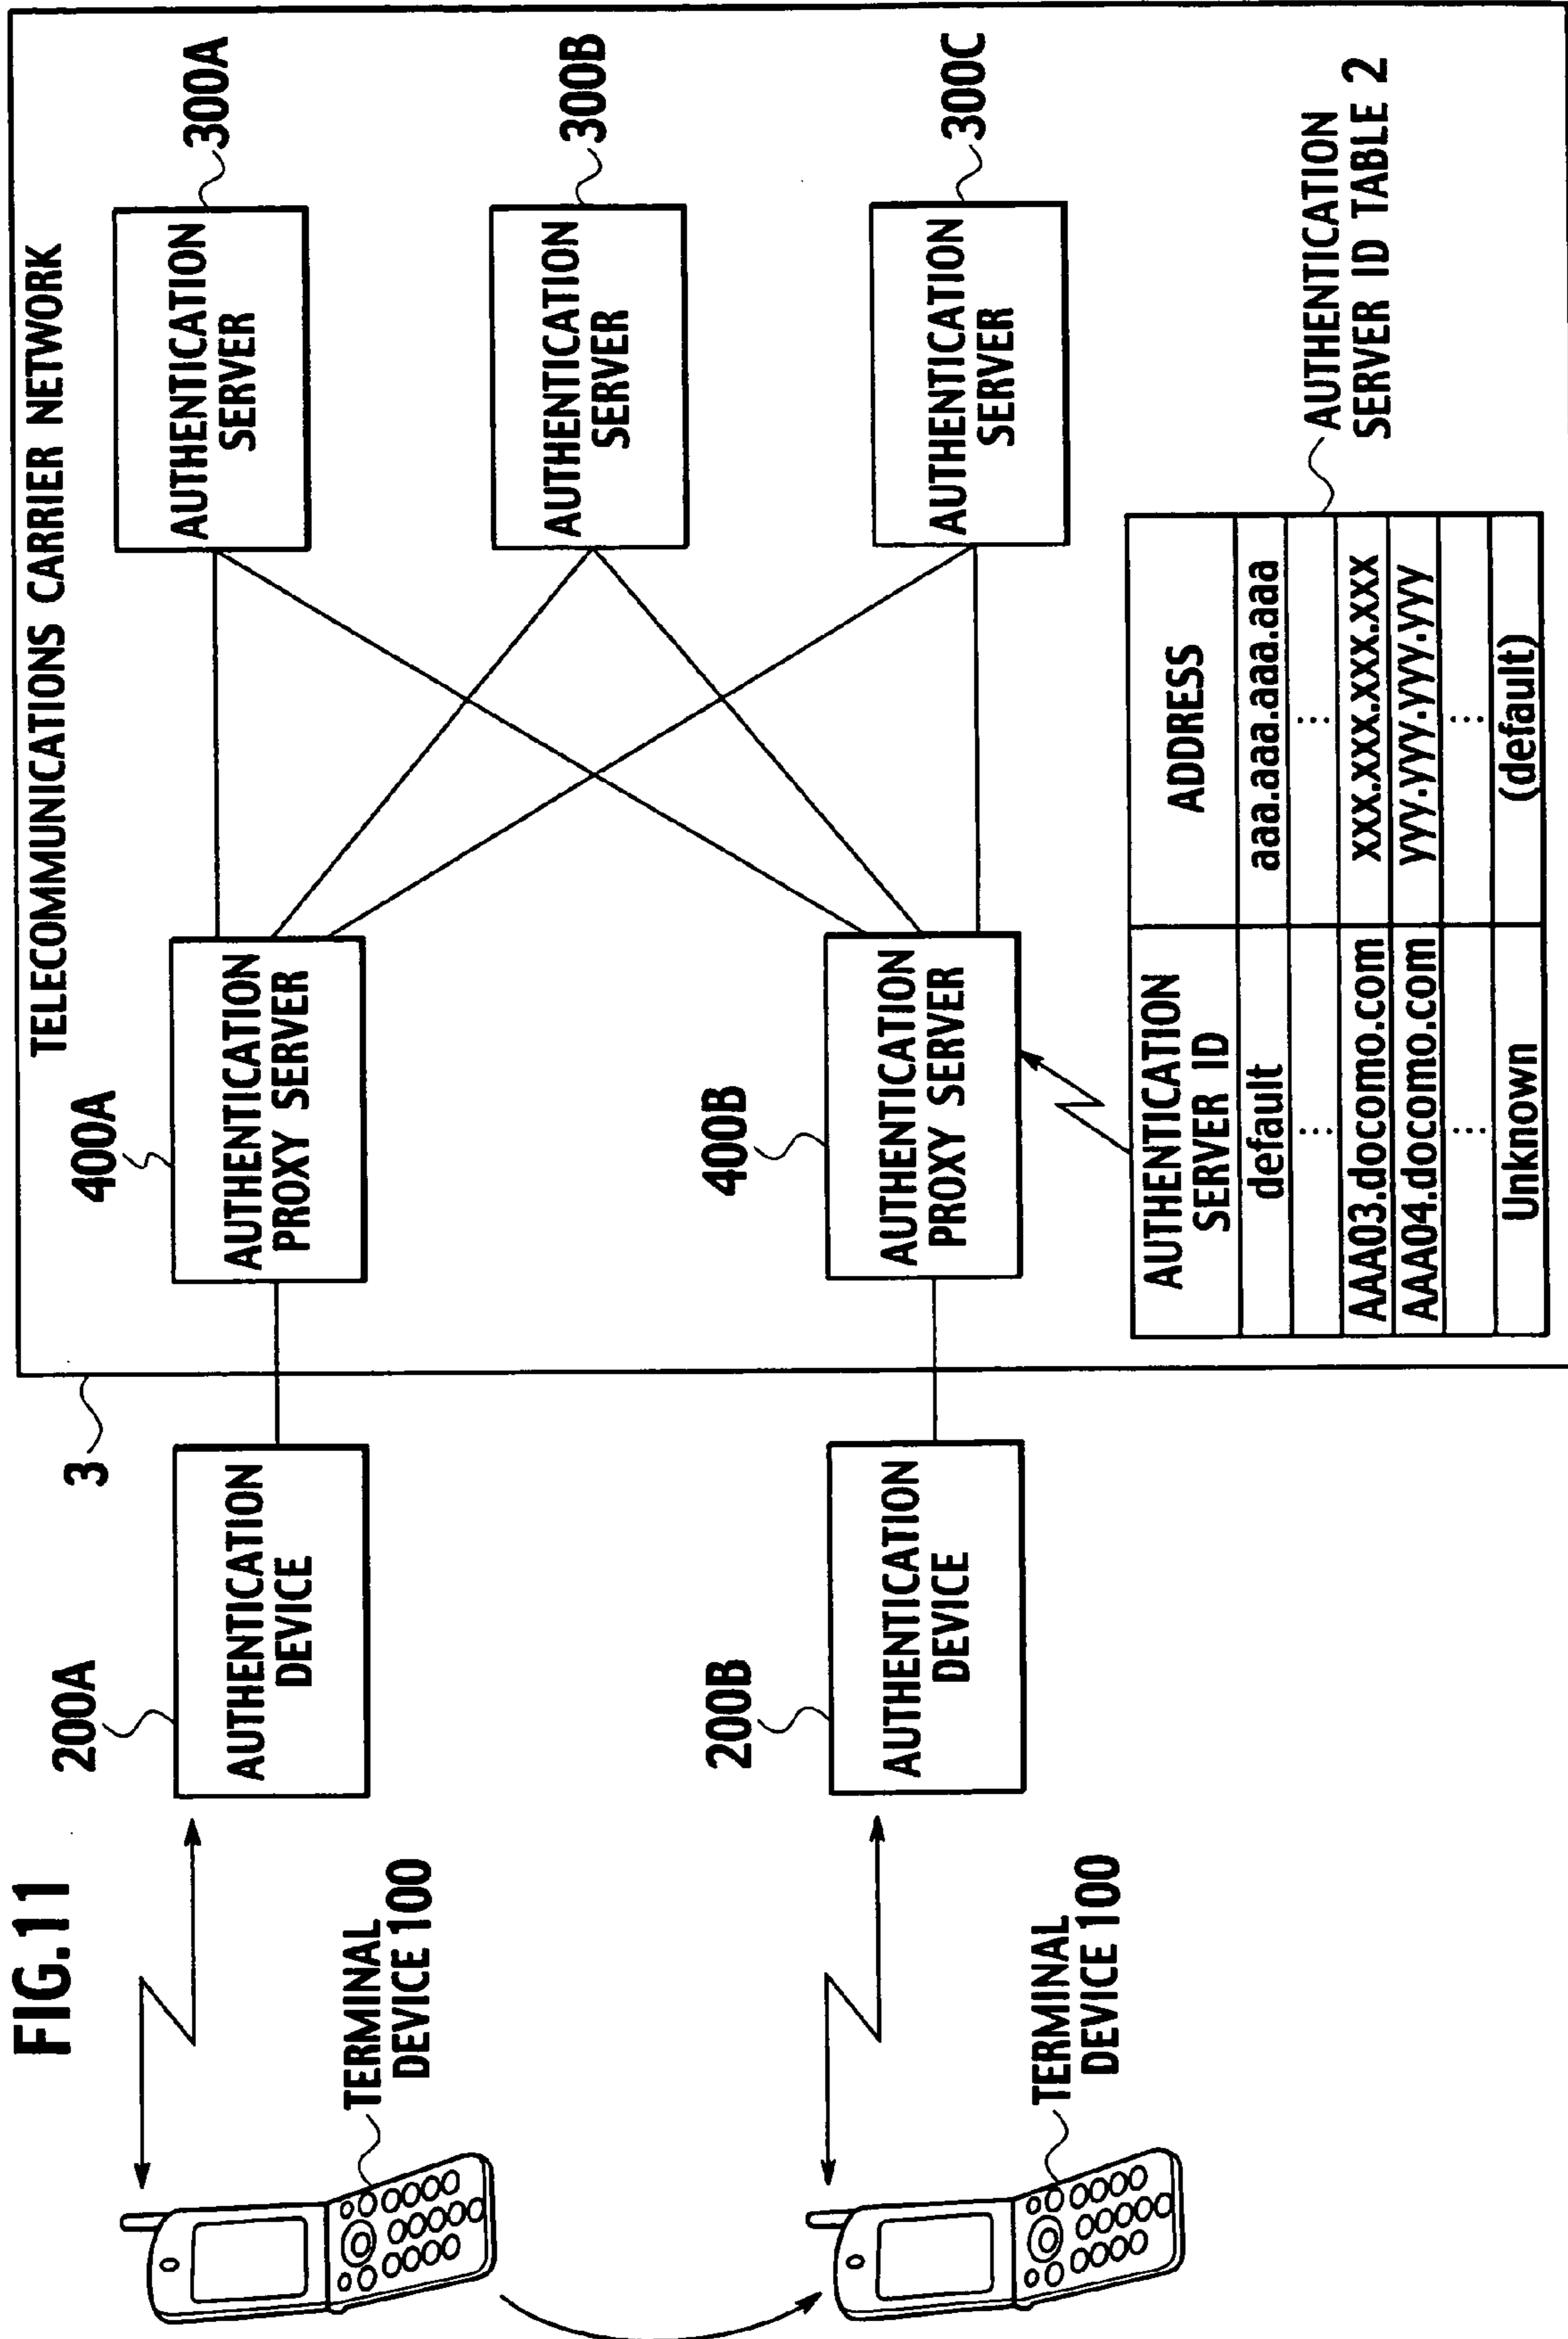 FIG.11
TELECOMMUNICATIONS CARRIER NETWORK
3
200A
AUTHENTICATION
DEVICE
400A
AUTHENTICATION
PROXY SERVER
AUTHENTICATION
SERVER
300A
TERMINAL
DEVICE 100
AUTHENTICATION
SERVER
300B
200B
AUTHENTICATION
DEVICE
400B
AUTHENTICATION
PROXY SERVER
AUTHENTICATION
SERVER
300C
TERMINAL
DEVICE 100
AUTHENTICATION
SERVER ID
ADDRESS
default aaa.aaa.aaa.aaa
... ...
AAA03.docomo.com xxx.xxx.xxx.xxx
AAA04.docomo.com yyy.yyy.yyy.yyy
... ...
Unknown (default)
AUTHENTICATION
SERVER ID TABLE 2